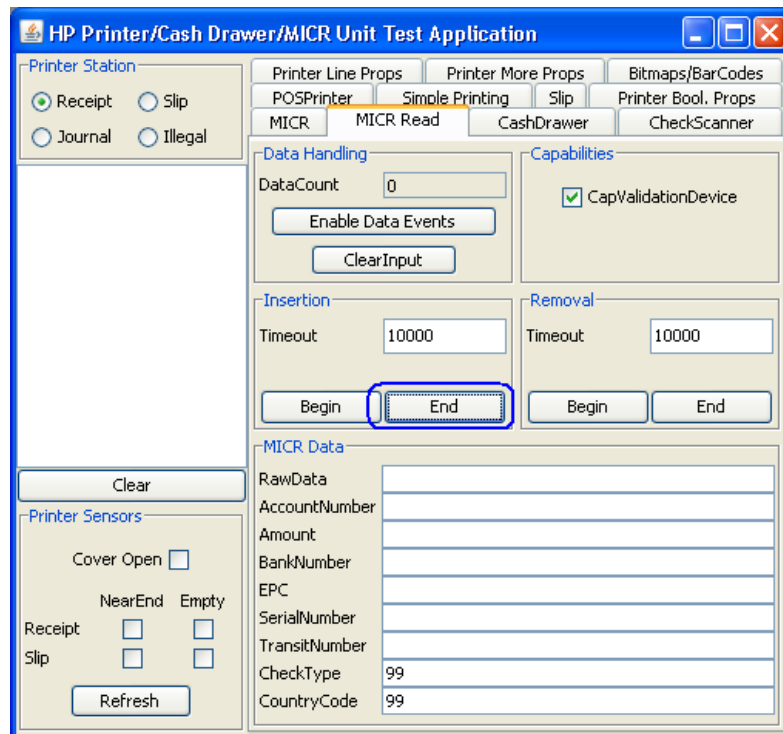 HP Printer/Cash Drawer/MICR Unit Test Application
Printer Station
Receipt Slip
Journal Illegal
Clear
Printer Sensors
Cover Open
NearEnd Empty
Receipt
Slip
Refresh
Printer Line Props Printer More Props Bitmaps/BarCodes
POSPrinter Simple Printing Slip Printer Bool. Props
MICR MICR Read CashDrawer CheckScanner
Data Handling
DataCount 0
Enable Data Events
ClearInput
Capabilities
CapValidationDevice
Insertion
Timeout 10000
Begin End
Removal
Timeout 10000
Begin End
MICR Data
RawData
AccountNumber
Amount
BankNumber
EPC
SerialNumber
TransitNumber
CheckType 99
CountryCode 99